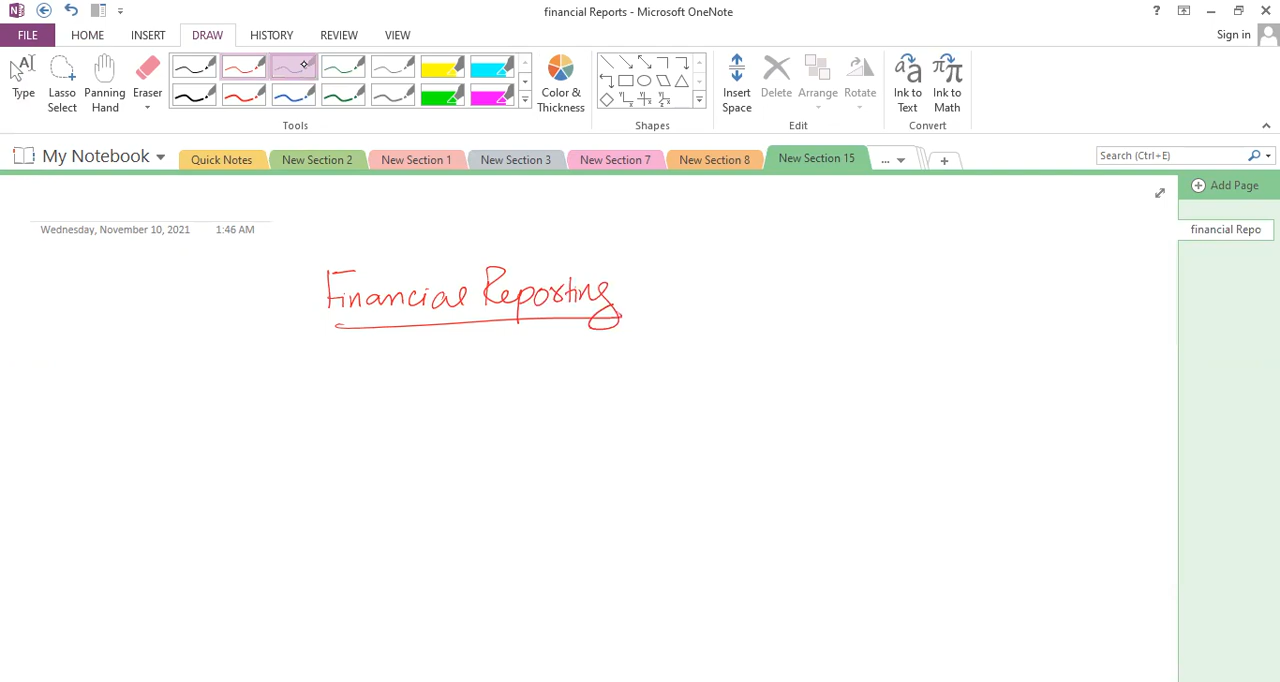 financial Reports - Microsoft OneNote
?
FILE HOME INSERT DRAW HISTORY REVIEW VIEW Sign in
Type Lasso Select Panning Hand Eraser Color & Thickness Insert Space Delete Arrange Rotate Ink to Text Ink to Math
Tools Shapes Edit Convert
My Notebook Quick Notes New Section 2 New Section 1 New Section 3 New Section 7 New Section 8 New Section 15 ... Search (Ctrl+E)
Add Page
Wednesday, November 10, 2021 1:46 AM financial Repo
Financial Reporting